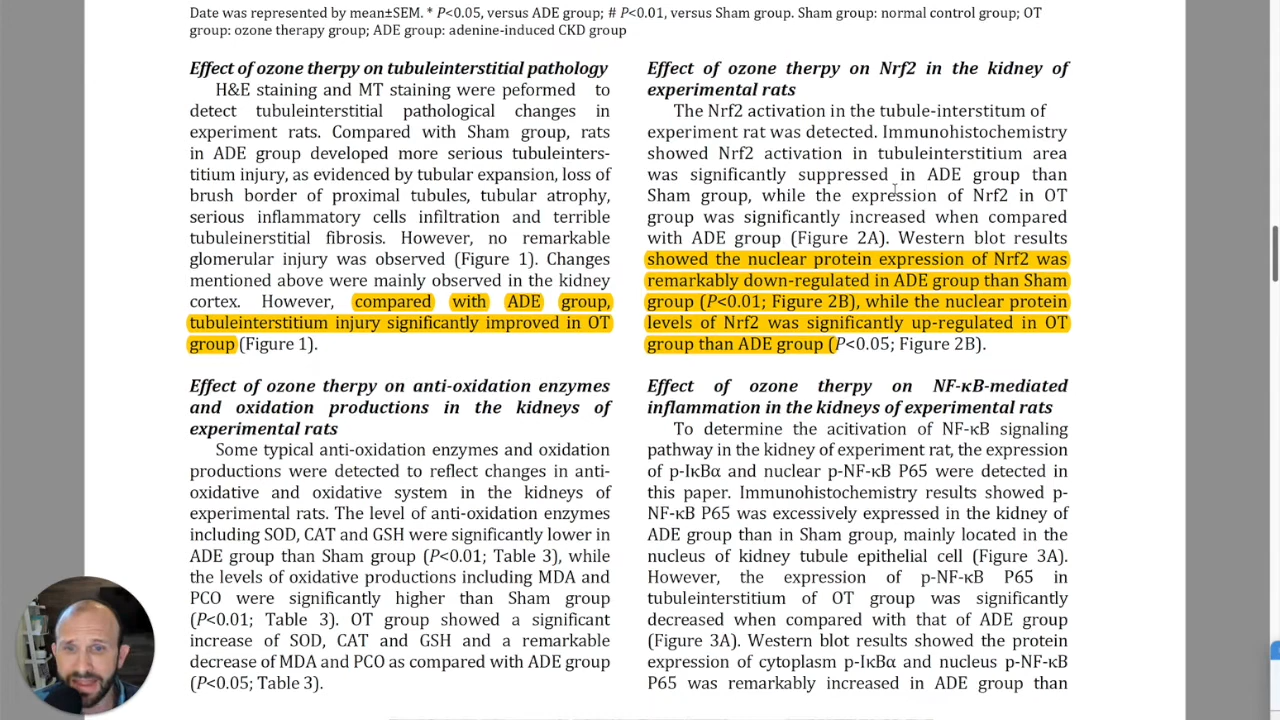 Date was represented by mean±SEM. * P<0.05, versus ADE group; # P<0.01, versus Sham group. Sham group: normal control group; OT
group: ozone therapy group; ADE group: adenine-induced CKD group
Effect of ozone therpy on tubuleinterstitial pathology
H&E staining and MT staining were peformed to
detect tubuleinterstitial pathological changes in
experiment rats. Compared with Sham group, rats
in ADE group developed more serious tubuleinters-
titium injury, as evidenced by tubular expansion, loss of
brush border of proximal tubules, tubular atrophy,
serious inflammatory cells infiltration and terrible
tubuleinerstitial fibrosis. However, no remarkable
glomerular injury was observed (Figure 1). Changes
mentioned above were mainly observed in the kidney
cortex. However, compared with ADE group,
tubuleinterstitium injury significantly improved in OT
group (Figure 1).
Effect of ozone therpy on anti-oxidation enzymes
and oxidation productions in the kidneys of
experimental rats
Some typical anti-oxidation enzymes and oxidation
productions were detected to reflect changes in anti-
oxidative and oxidative system in the kidneys of
experimental rats. The level of anti-oxidation enzymes
including SOD, CAT and GSH were significantly lower in
ADE group than Sham group (P<0.01; Table 3), while
the levels of oxidative productions including MDA and
PCO were significantly higher than Sham group
(P<0.01; Table 3). OT group showed a significant
increase of SOD, CAT and GSH and a remarkable
decrease of MDA and PCO as compared with ADE group
(P<0.05; Table 3).
Effect of ozone therpy on Nrf2 in the kidney of
experimental rats
The Nrf2 activation in the tubule-interstitum of
experiment rat was detected. Immunohistochemistry
showed Nrf2 activation in tubuleinterstitium area
was significantly suppressed in ADE group than
Sham group, while the expression of Nrf2 in OT
group was significantly increased when compared
with ADE group (Figure 2A). Western blot results
showed the nuclear protein expression of Nrf2 was
remarkably down-regulated in ADE group than Sham
group (P<0.01; Figure 2B), while the nuclear protein
levels of Nrf2 was significantly up-regulated in OT
group than ADE group (P<0.05; Figure 2B).
Effect of ozone therpy on NF-κB-mediated
inflammation in the kidneys of experimental rats
To determine the acitivation of NF-κB signaling
pathway in the kidney of experiment rat, the expression
of p-IκBα and nuclear p-NF-κB P65 were detected in
this paper. Immunohistochemistry results showed p-
NF-κB P65 was excessively expressed in the kidney of
ADE group than in Sham group, mainly located in the
nucleus of kidney tubule epithelial cell (Figure 3A).
However, the expression of p-NF-κB P65 in
tubuleinterstitium of OT group was significantly
decreased when compared with that of ADE group
(Figure 3A). Western blot results showed the protein
expression of cytoplasm p-IκBα and nucleus p-NF-κB
P65 was remarkably increased in ADE group than